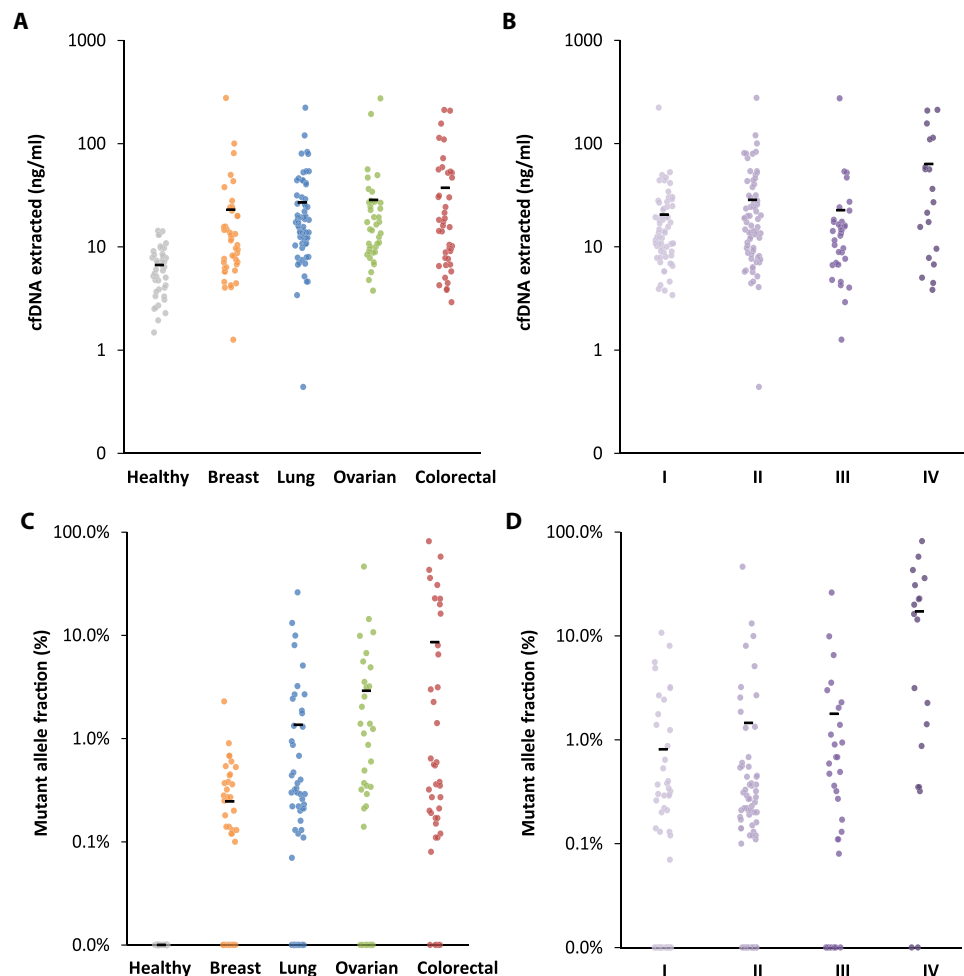 A
cfDNA extracted (ng/ml)
1000
100
10
1
0
Healthy Breast Lung Ovarian Colorectal
B
cfDNA extracted (ng/ml)
1000
100
10
1
0
I II III IV
C
Mutant allele fraction (%)
100.0%
10.0%
1.0%
0.1%
0.0%
Healthy Breast Lung Ovarian Colorectal
D
Mutant allele fraction (%)
100.0%
10.0%
1.0%
0.1%
0.0%
I II III IV